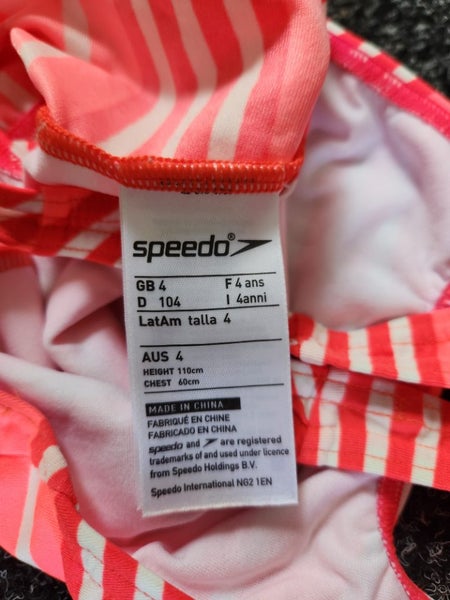 speedo®
GB 4 F 4 ans
D 104 I 4anni
LatAm talla 4
AUS 4
HEIGHT 110cm
CHEST 60cm
MADE IN CHINA
FABRIQUÉ EN CHINE
FABRICADO EN CHINA
speedo and are registered
trademarks of and used under licence
from Speedo Holdings B.V.
Speedo International NG2 1EN